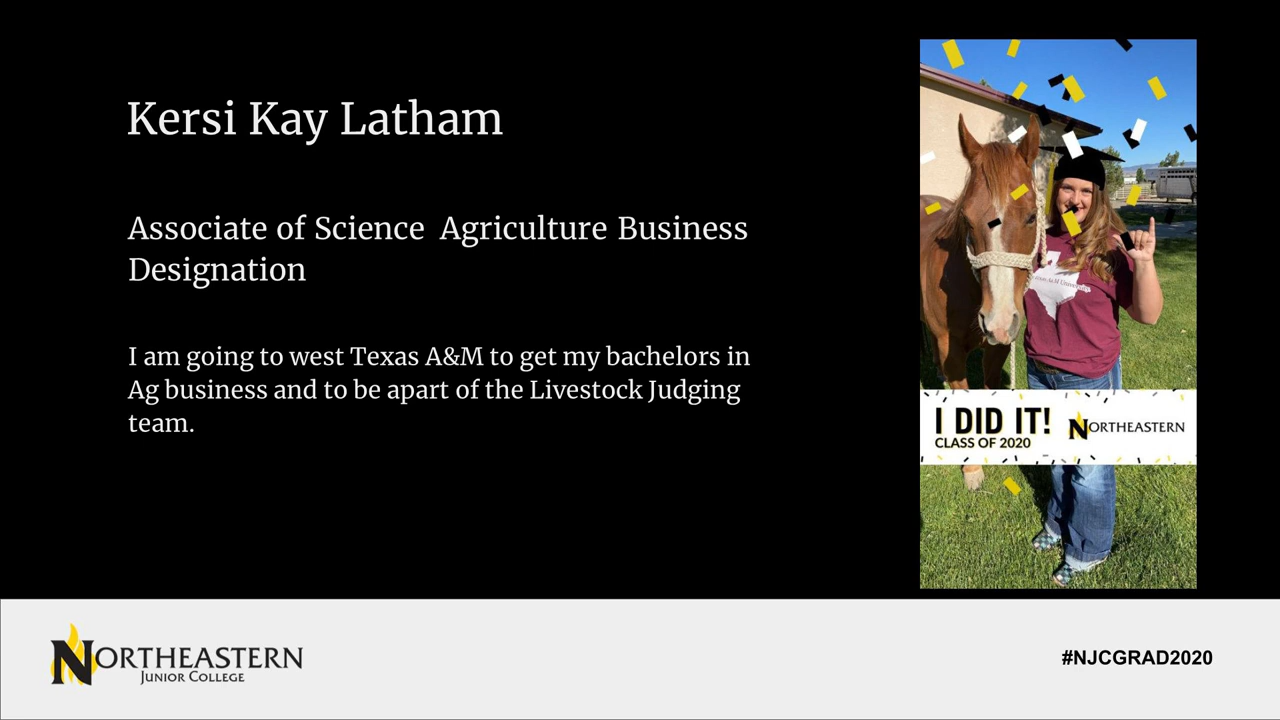 Kersi Kay Latham
Associate of Science Agriculture Business
Designation
I am going to west Texas A&M to get my bachelors in
Ag business and to be apart of the Livestock Judging
team.
I DID IT!
CLASS OF 2020
NORTHEASTERN
NORTHEASTERN
JUNIOR COLLEGE
#NJCGRAD2020